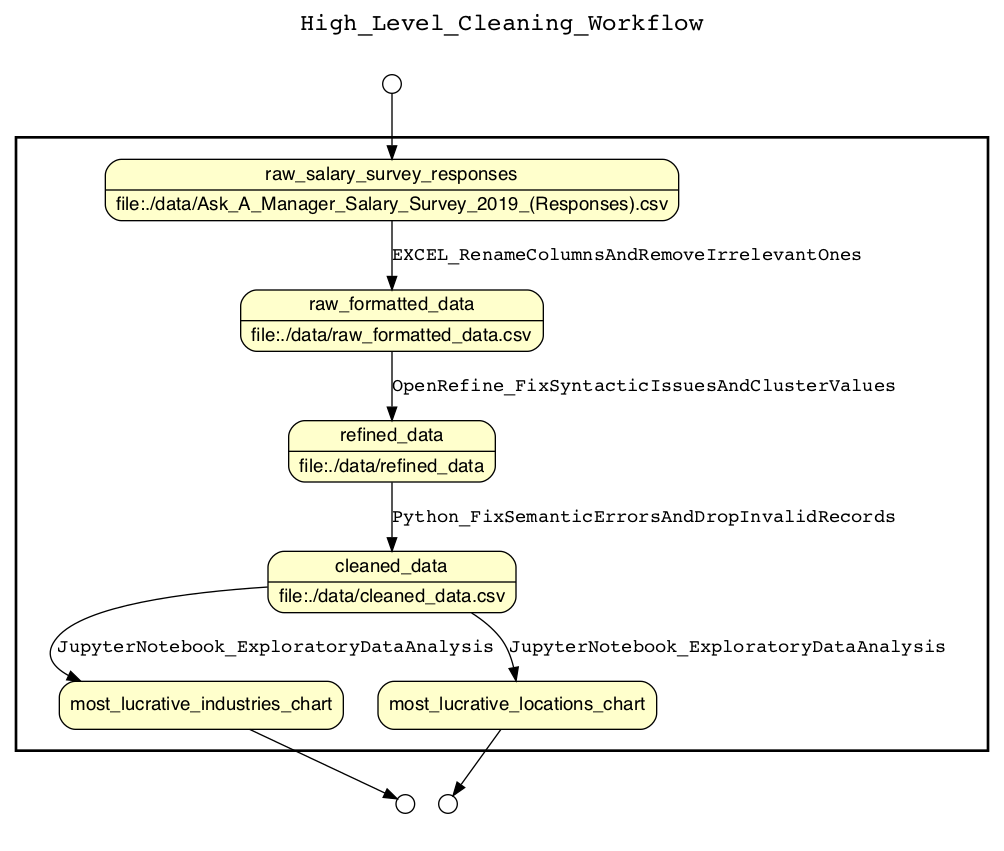 High_Level_Cleaning_Workflow
raw_salary_survey_responses
file:./data/Ask_A_Manager_Salary_Survey_2019_(Responses).csv
EXCEL_RenameColumnsAndRemoveIrrelevantOnes
raw_formatted_data
file:./data/raw_formatted_data.csv
OpenRefine_FixSyntacticIssuesAndClusterValues
refined_data
file:./data/refined_data
Python_FixSemanticErrorsAndDropInvalidRecords
cleaned_data
file:./data/cleaned_data.csv
JupyterNotebook_ExploratoryDataAnalysis
JupyterNotebook_ExploratoryDataAnalysis
most_lucrative_industries_chart
most_lucrative_locations_chart